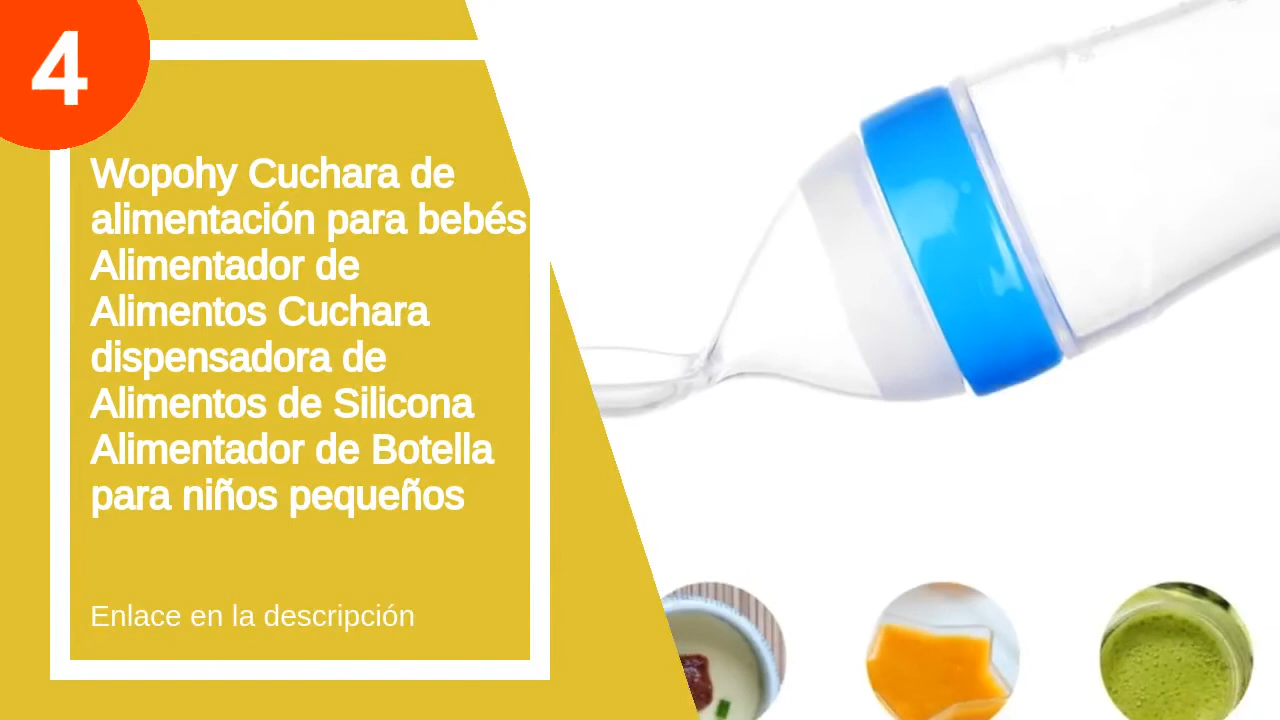 4
Wopohy Cuchara de
alimentación para bebés
Alimentador de
Alimentos Cuchara
dispensadora de
Alimentos de Silicona
Alimentador de Botella
para niños pequeños
Enlace en la descripción